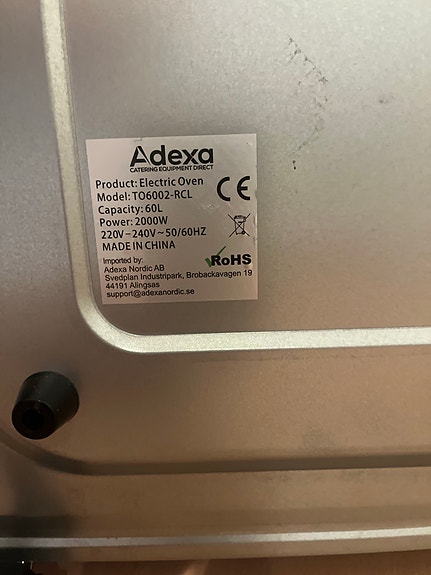 Adexa
CATERING EQUIPMENT DIRECT
Product: Electric Oven
Model: TO6002-RCL
Capacity: 60L
Power: 2000W
220V-240V~50/60HZ
MADE IN CHINA
CE
Imported by:
Adexa Nordic AB
Svedplan Industripark, Brobackavagen 19
44191 Alingsas
support@adexanordic.se
RoHS